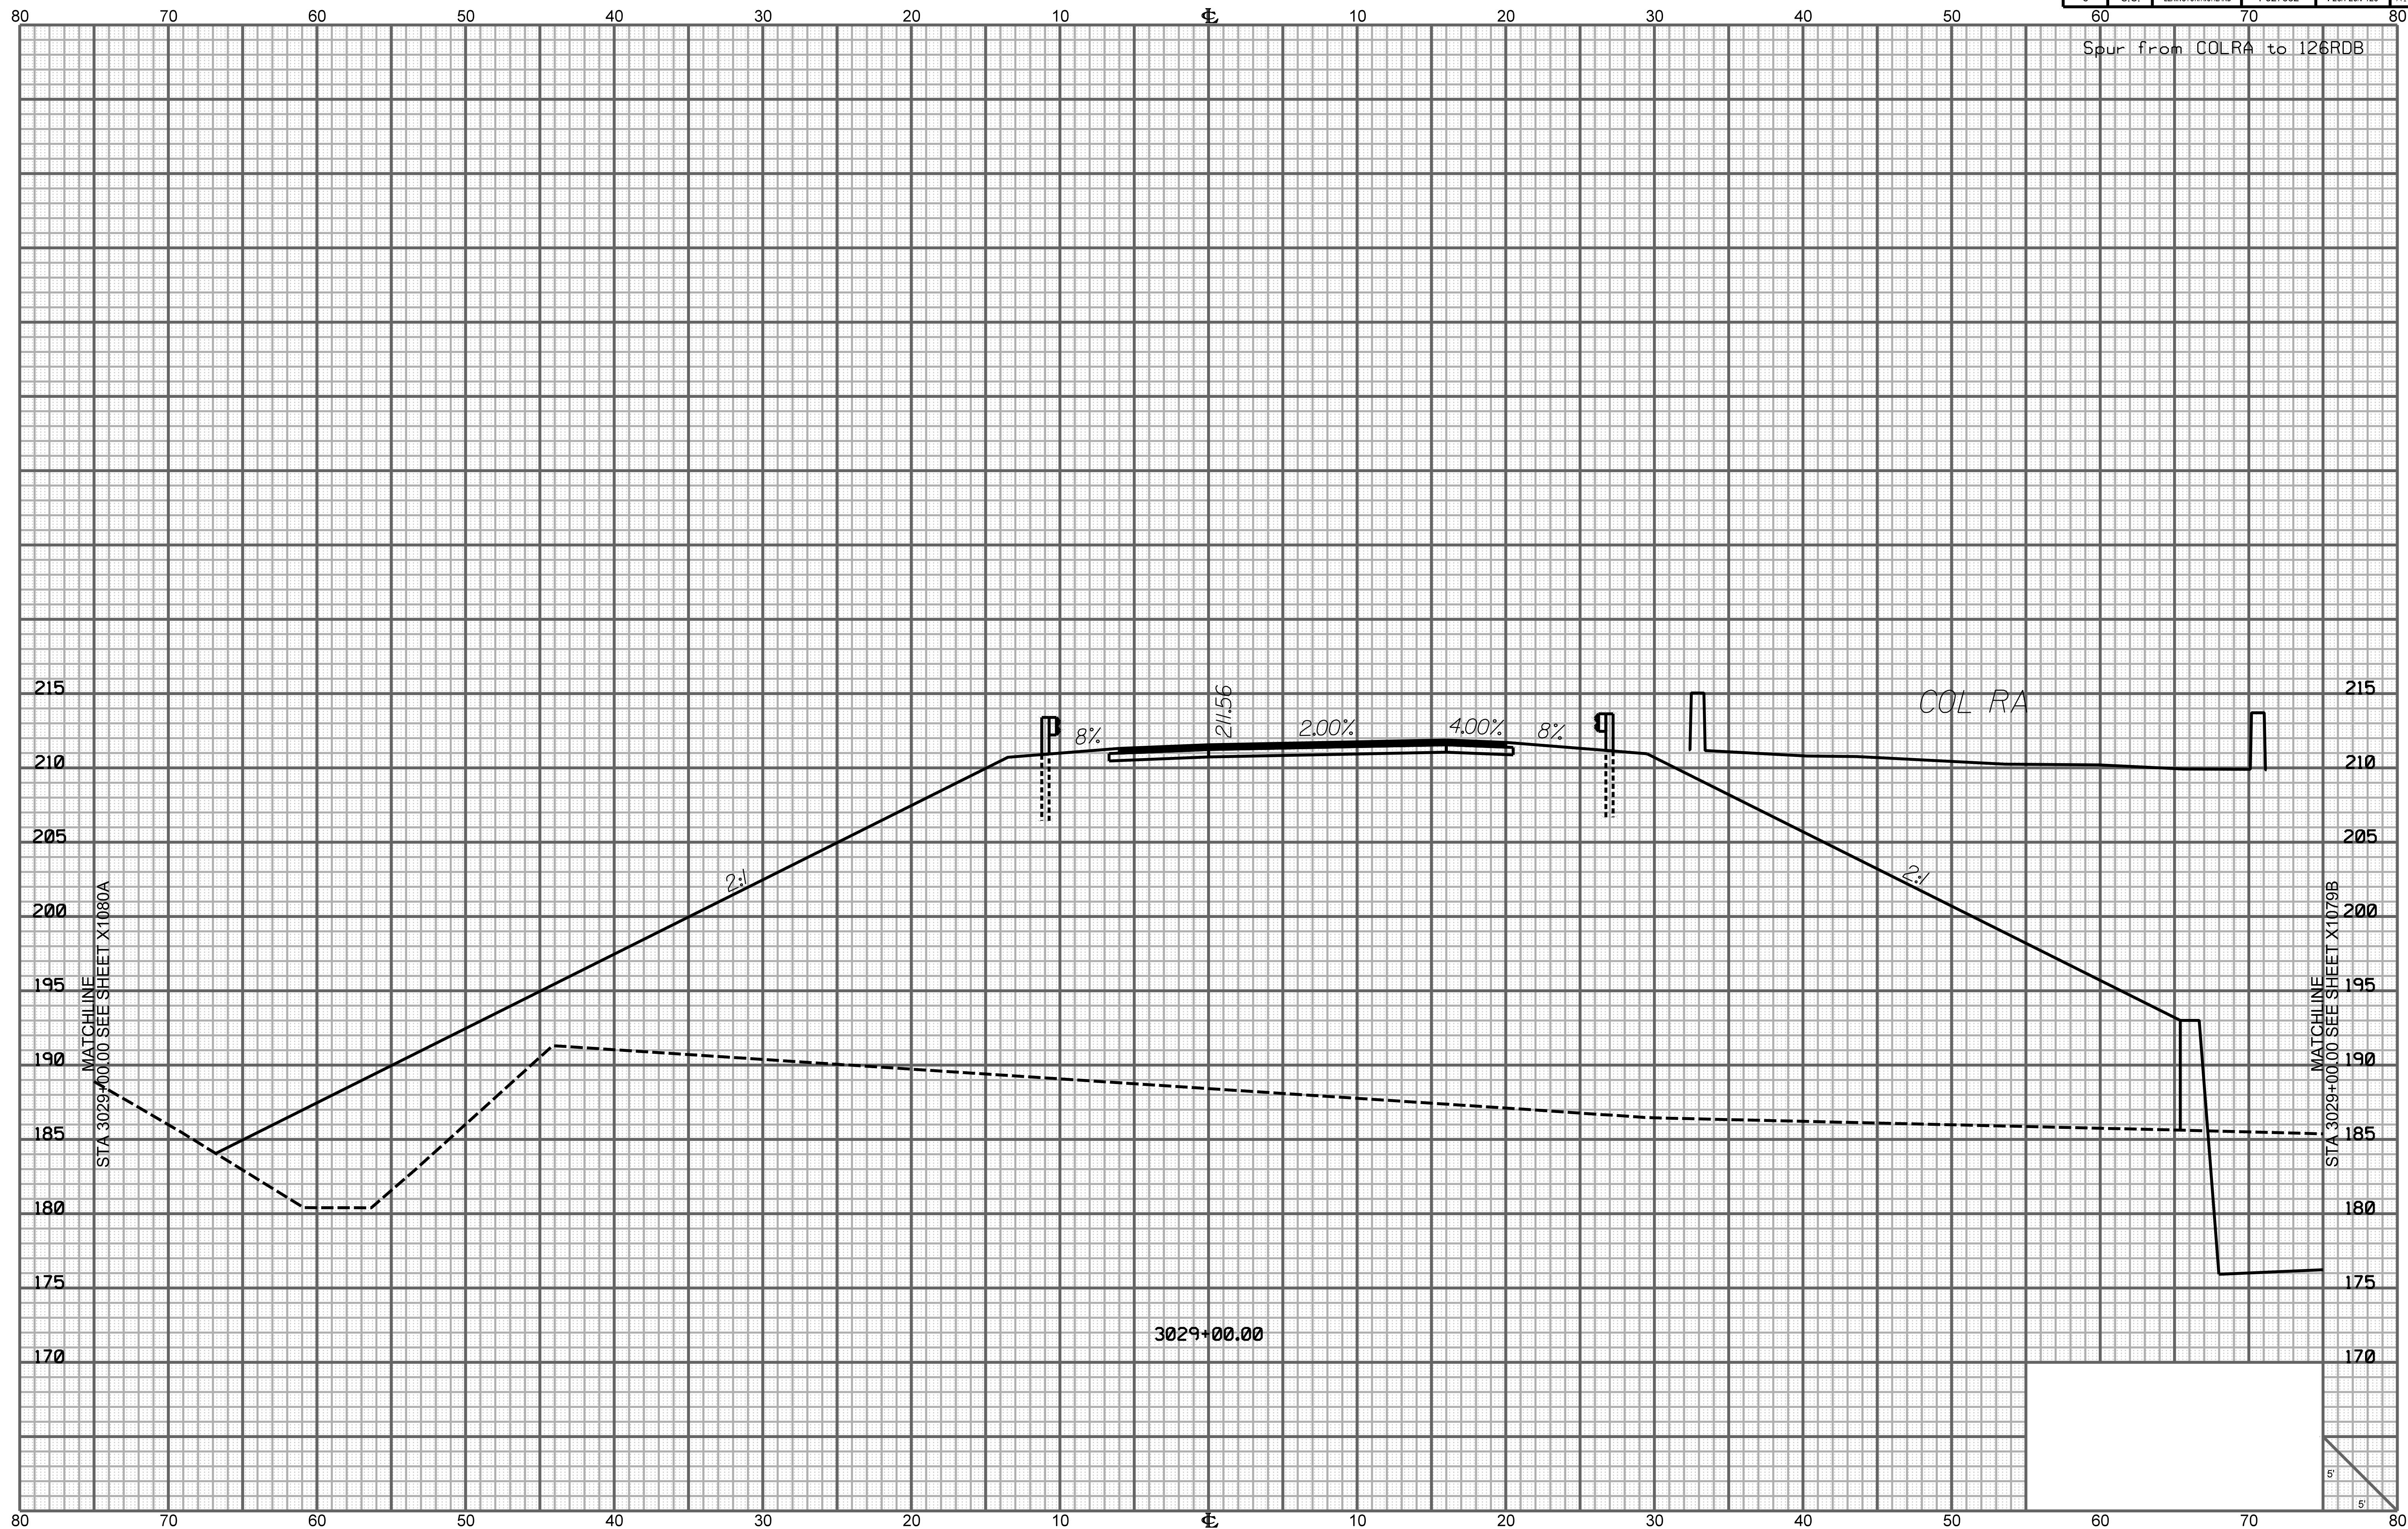 80 70 60 50 40 30 20 10 ℄ 10 20 30 40 50 60 70 80
Spur from COLRA to 126RDB
215 215
COL RA
211.56
8% 2.00% 4.00% 8%
210 210
205 205
2:1 2:1
200 200
195 195
190 190
185 185
180 180
175 175
170 170
MATCHLINE
STA 3029+00.00 SEE SHEET X1080A
MATCHLINE
STA 3029+00.00 SEE SHEET X1079B
3029+00.00
5'
5'
80 70 60 50 40 30 20 10 ℄ 10 20 30 40 50 60 70 80